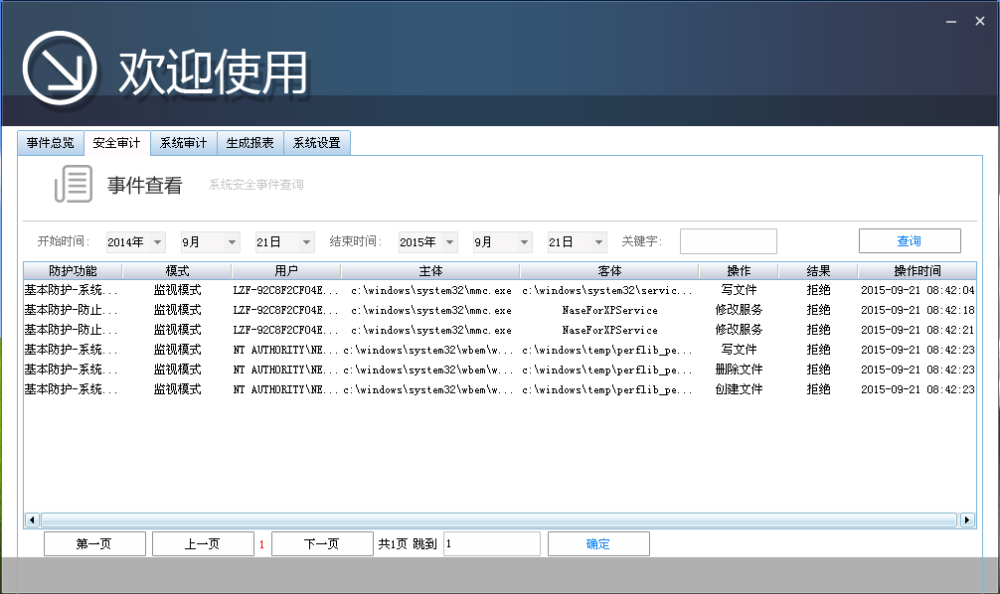 欢迎使用
事件总览 安全审计 系统审计 生成报表 系统设置
事件查看 系统安全事件查询
开始时间: 2014年 9月 21日 结束时间: 2015年 9月 21日 关键字: 查询
防护功能 模式 用户 主体 客体 操作 结果 操作时间
基本防护-系统... 监视模式 LZF-92C8F2CF04E... c:\windows\system32\mmc.exe c:\windows\system32\servic... 写文件 拒绝 2015-09-21 08:42:04
基本防护-防止... 监视模式 LZF-92C8F2CF04E... c:\windows\system32\mmc.exe NaseForXPService 修改服务 拒绝 2015-09-21 08:42:18
基本防护-防止... 监视模式 LZF-92C8F2CF04E... c:\windows\system32\mmc.exe NaseForXPService 修改服务 拒绝 2015-09-21 08:42:21
基本防护-系统... 监视模式 NT AUTHORITY\NE... c:\windows\system32\wbem\w... c:\windows\temp\perflib_pe... 写文件 拒绝 2015-09-21 08:42:23
基本防护-系统... 监视模式 NT AUTHORITY\NE... c:\windows\system32\wbem\w... c:\windows\temp\perflib_pe... 删除文件 拒绝 2015-09-21 08:42:23
基本防护-系统... 监视模式 NT AUTHORITY\NE... c:\windows\system32\wbem\w... c:\windows\temp\perflib_pe... 创建文件 拒绝 2015-09-21 08:42:23
第一页 上一页 1 下一页 共1页 跳到 1 确定